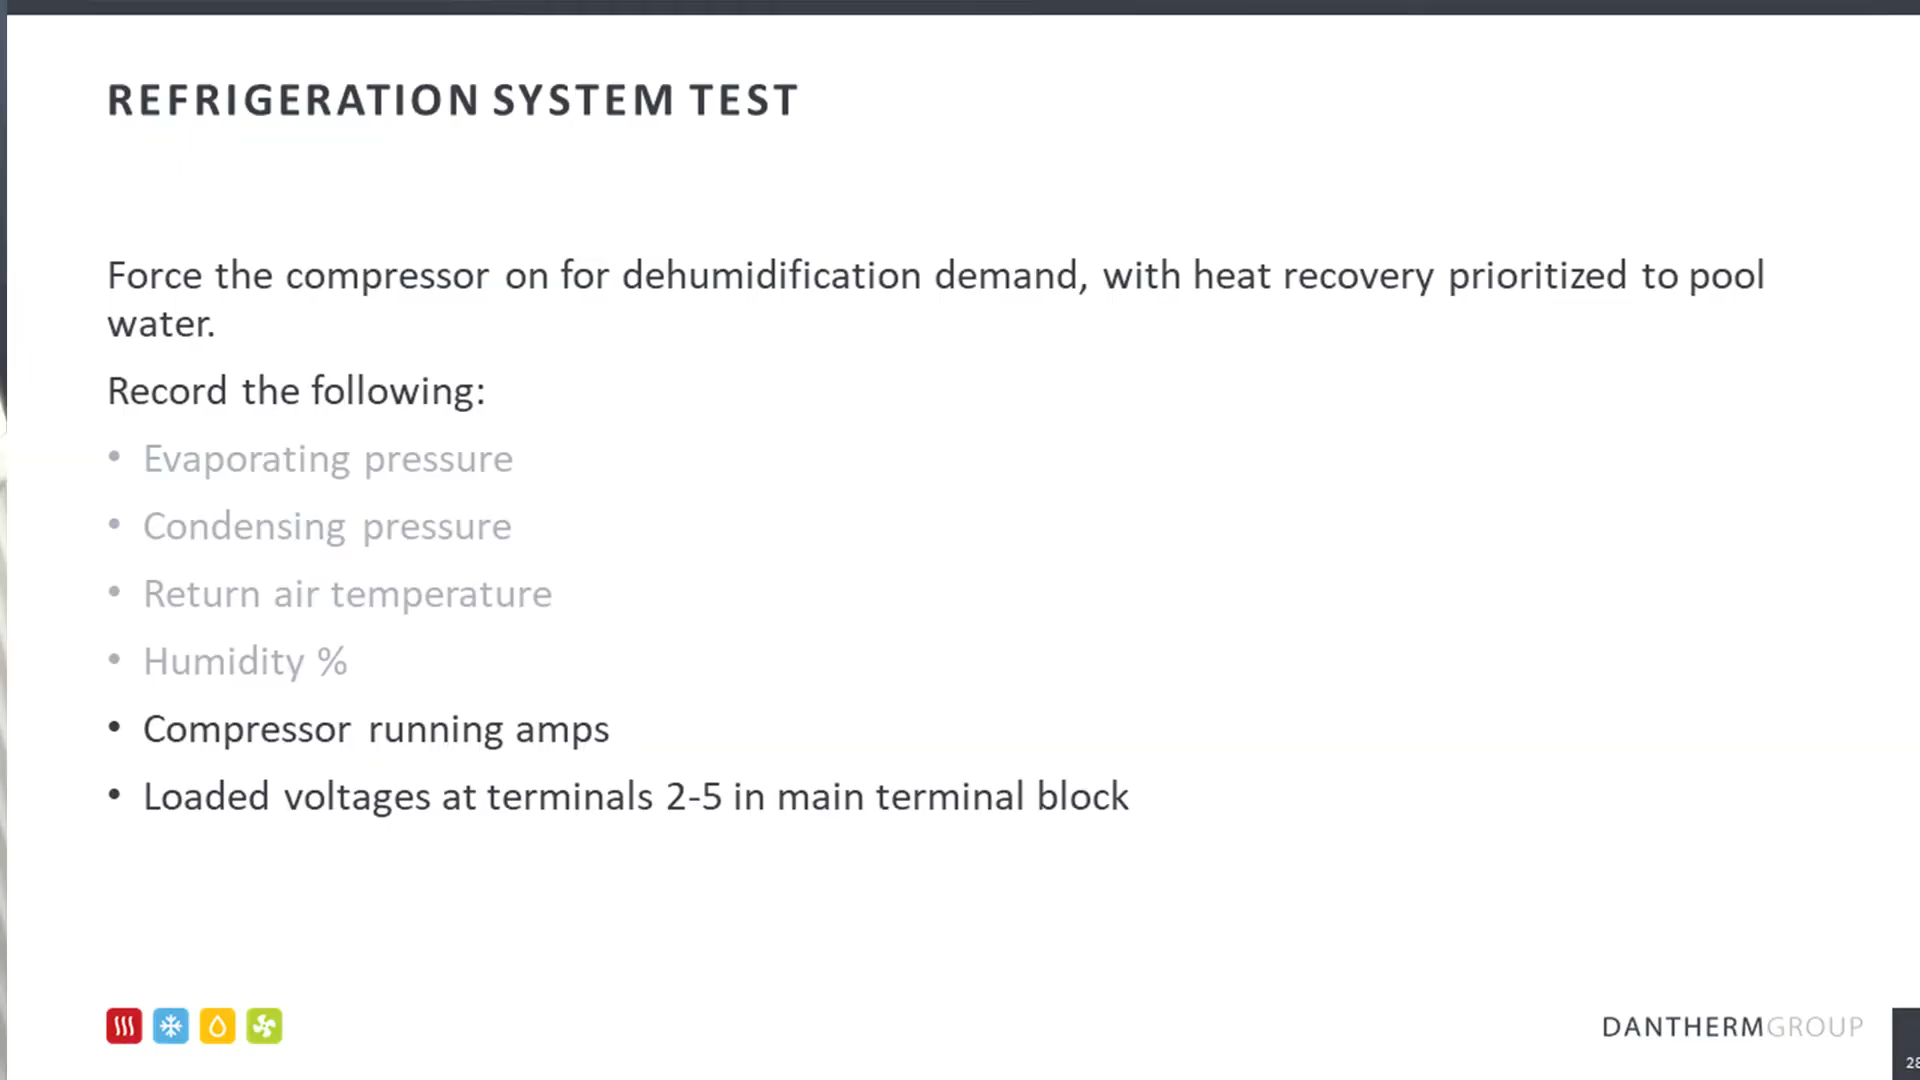 REFRIGERATION SYSTEM TEST
Force the compressor on for dehumidification demand, with heat recovery prioritized to pool
water.
Record the following:
• Evaporating pressure
• Condensing pressure
• Return air temperature
• Humidity %
• Compressor running amps
• Loaded voltages at terminals 2-5 in main terminal block
DANTHERMGROUP
28